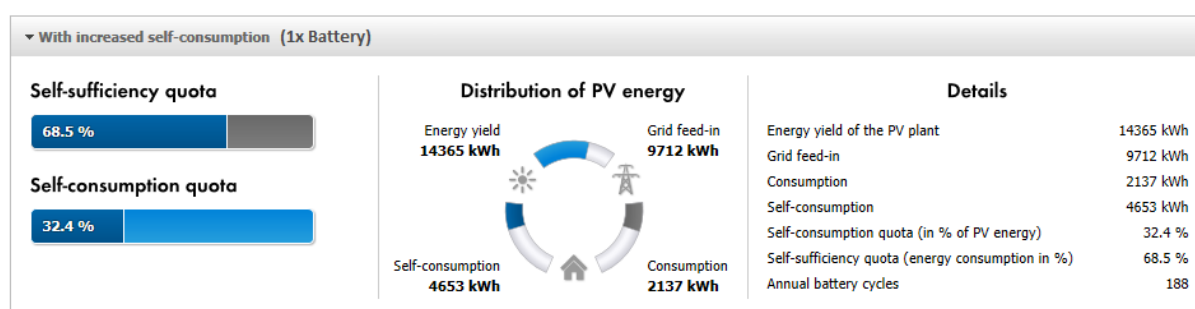 With increased self-consumption (1x Battery)
Self-sufficiency quota
68.5 %
Self-consumption quota
32.4 %
Distribution of PV energy
Energy yield
14365 kWh
Grid feed-in
9712 kWh
Self-consumption
4653 kWh
Consumption
2137 kWh
Details
Energy yield of the PV plant 14365 kWh
Grid feed-in 9712 kWh
Consumption 2137 kWh
Self-consumption 4653 kWh
Self-consumption quota (in % of PV energy) 32.4 %
Self-sufficiency quota (energy consumption in %) 68.5 %
Annual battery cycles 188